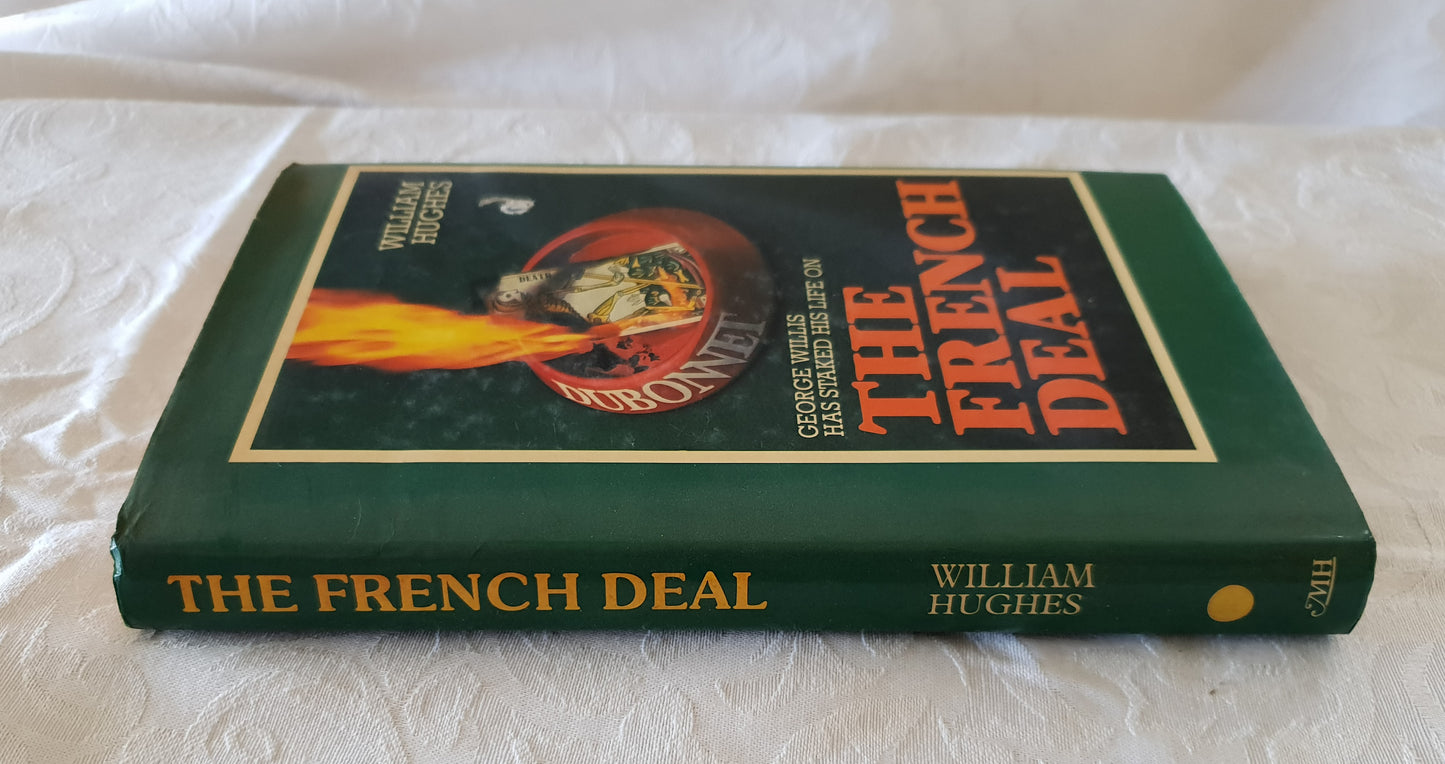 WILLIAM
HUGHES
DEATH
DUBONNET
GEORGE WILLIS
HAS STAKED HIS LIFE ON
THE
FRENCH
DEAL
THE FRENCH DEAL
WILLIAM
HUGHES
MH